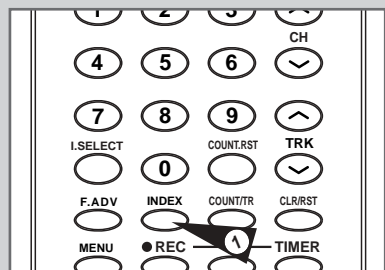 1 2 3
CH
4 5 6
7 8 9
I.SELECT COUNT.RST TRK
0
F.ADV INDEX COUNT/TR CLR/RST
1
MENU REC TIMER